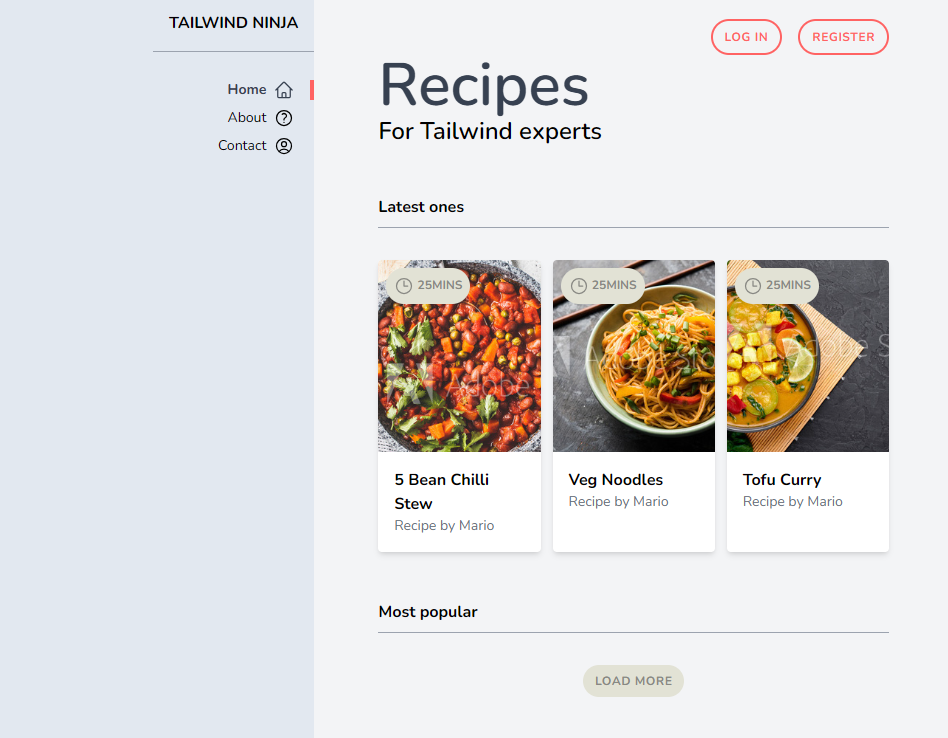 TAILWIND NINJA
Home
About
Contact
LOG IN
REGISTER
Recipes
For Tailwind experts
Latest ones
25MINS
25MINS
25MINS
Adobe
Adobe S
5 Bean Chilli
Stew
Recipe by Mario
Veg Noodles
Recipe by Mario
Tofu Curry
Recipe by Mario
Most popular
LOAD MORE